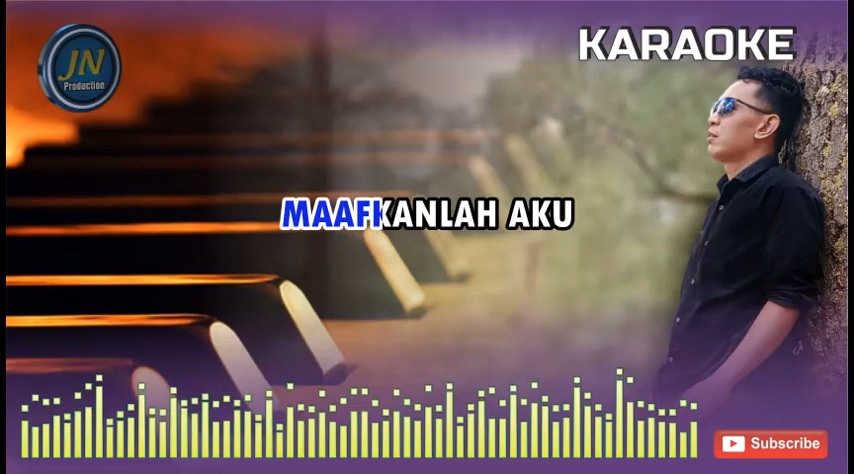 JN
Production
KARAOKE
MAAFKANLAH AKU
Subscribe